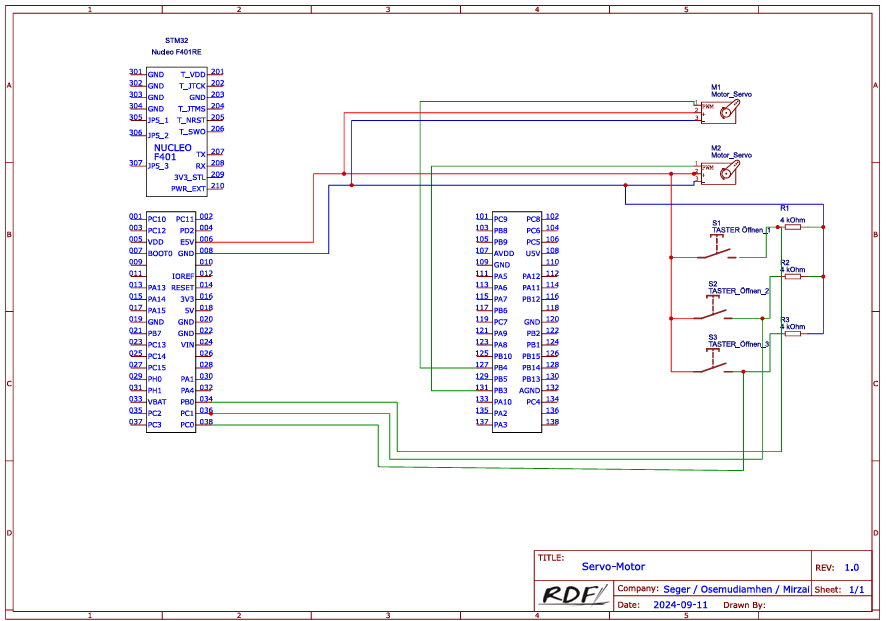 1 2 3 4 5
A
B
C
D
A
B
C
D
STM32
Nucleo F401RE
301 GND T_VDD 201
302 GND T_JTCK 202
303 GND GND 203
304 GND T_JTMS 204
305 JP5_1 T_NRST 205
306 JP5_2 T_SWO 206
NUCLEO
F401
TX 207
307 JP5_3 RX 208
3V3_STL 209
PWR_EXT 210
001 PC10 PC11 002
003 PC12 PD2 004
005 VDD E5V 006
007 BOOT0 GND 008
009 010
011 IOREF 012
013 PA13 RESET 014
015 PA14 3V3 016
017 PA15 5V 018
019 GND GND 020
021 PB7 GND 022
023 PC13 VIN 024
025 PC14 026
027 PC15 028
029 PH0 PA1 030
031 PH1 PA4 032
033 VBAT PB0 034
035 PC2 PC1 036
037 PC3 PC0 038
101 PC9 PC8 102
103 PB8 PC6 104
105 PB9 PC5 106
107 AVDD U5V 108
109 GND 110
111 PA5 PA12 112
113 PA6 PA11 114
115 PA7 PB12 116
117 PB6 118
119 PC7 GND 120
121 PA9 PB2 122
123 PA8 PB1 124
125 PB10 PB15 126
127 PB4 PB14 128
129 PB5 PB13 130
131 PB3 AGND 132
133 PA10 PC4 134
135 PA2 136
137 PA3 138
M1
Motor_Servo
1 PWM
2 +
3 -
M2
Motor_Servo
1 PWM
2 +
3 -
S1
TASTER_Öffnen_1
R1
4 kOhm
S2
TASTER_Öffnen_2
R2
4 kOhm
S3
TASTER_Öffnen_3
R3
4 kOhm
TITLE:
Servo-Motor
REV: 1.0
RDF
Company: Seger / Osemudiamhen / Mirzai
Sheet: 1/1
Date: 2024-09-11 Drawn By:
1 2 3 4 5